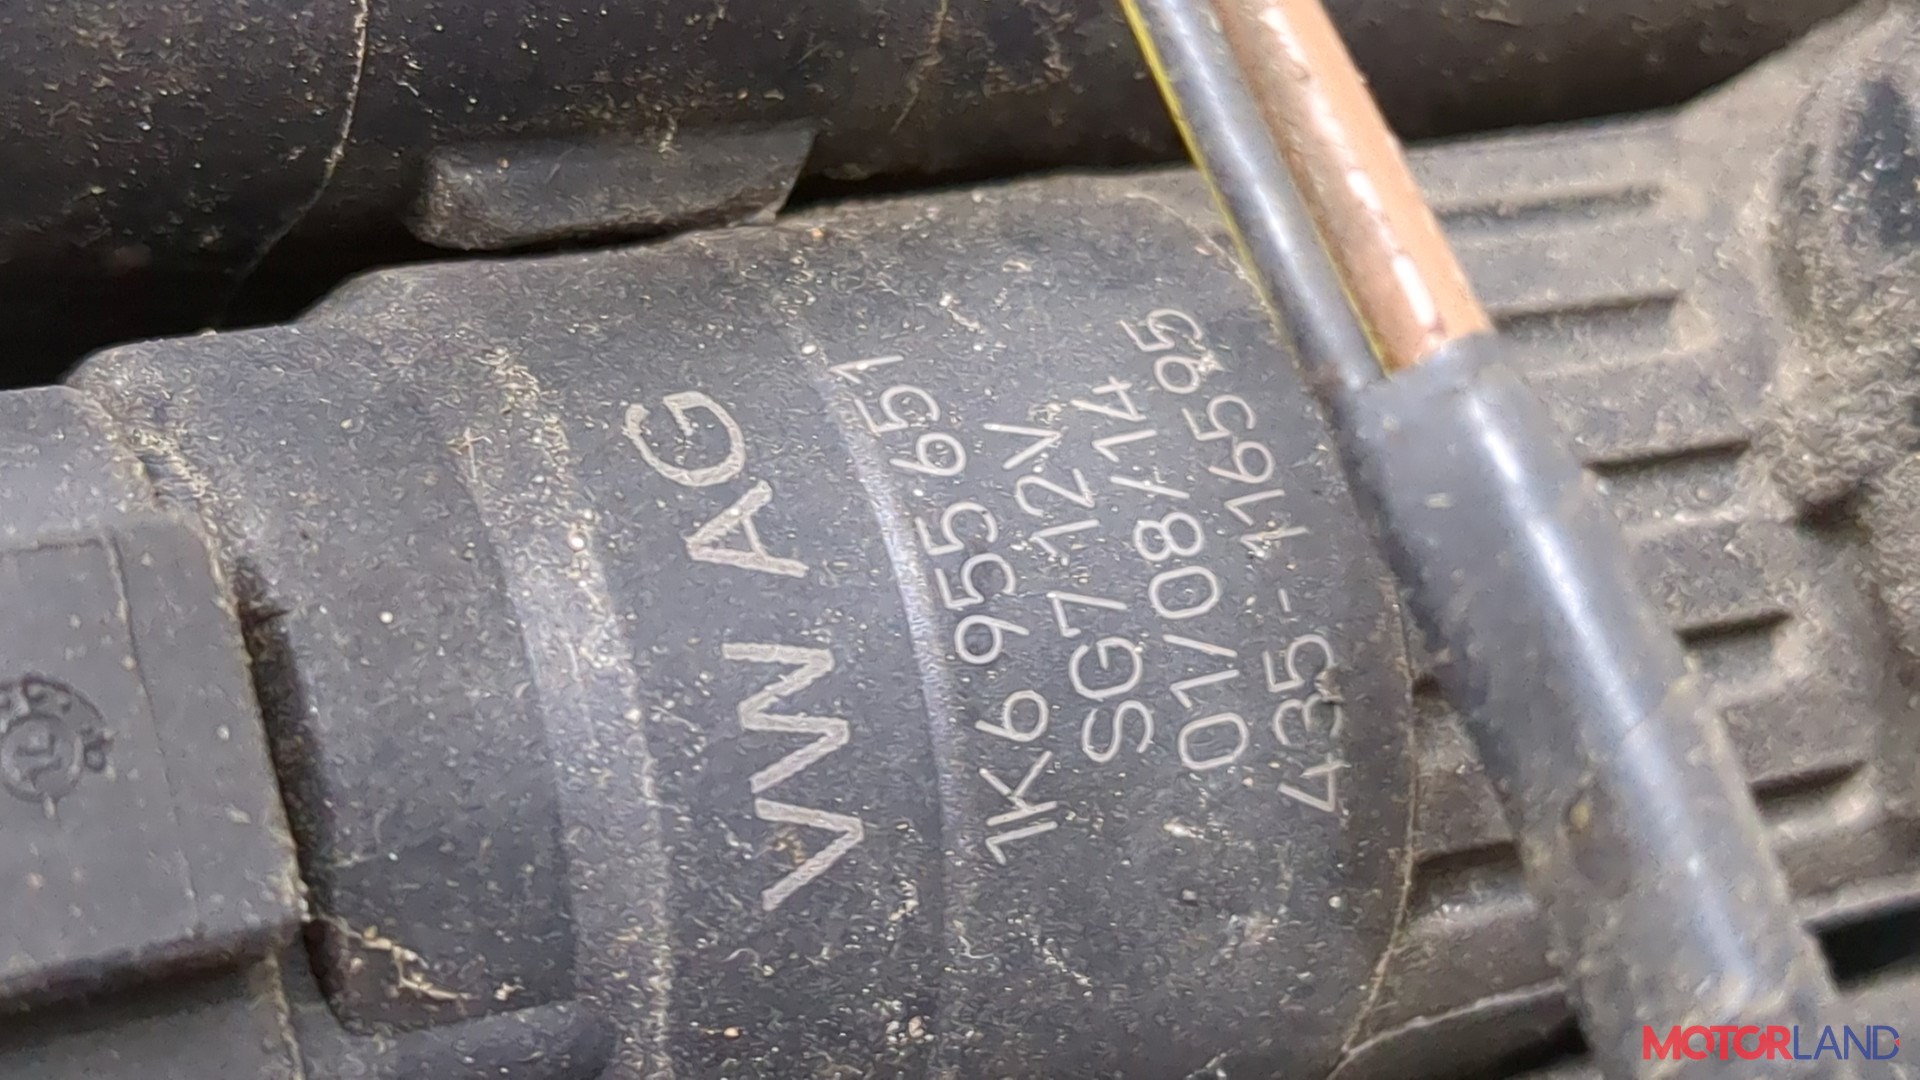 VW AG
1K6 955 651
SG7 12V
01/08/14
435-116595
MOTORLAND